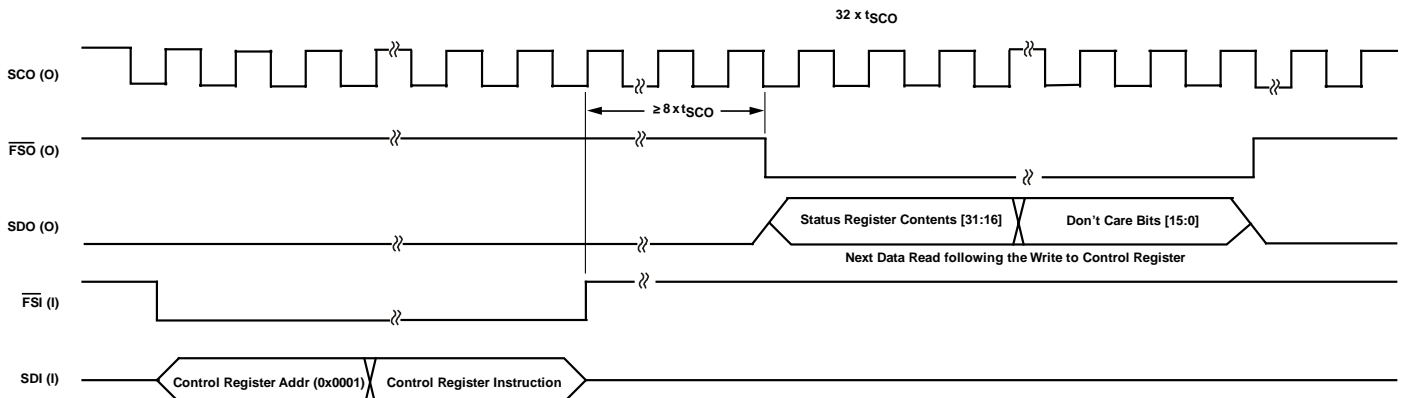 32 x tSCO
SCO (O)
≥ 8 x tSCO
FSO (O)
SDO (O)
Status Register Contents [31:16]
Don't Care Bits [15:0]
Next Data Read following the Write to Control Register
FSI (I)
SDI (I)
Control Register Addr (0x0001)
Control Register Instruction